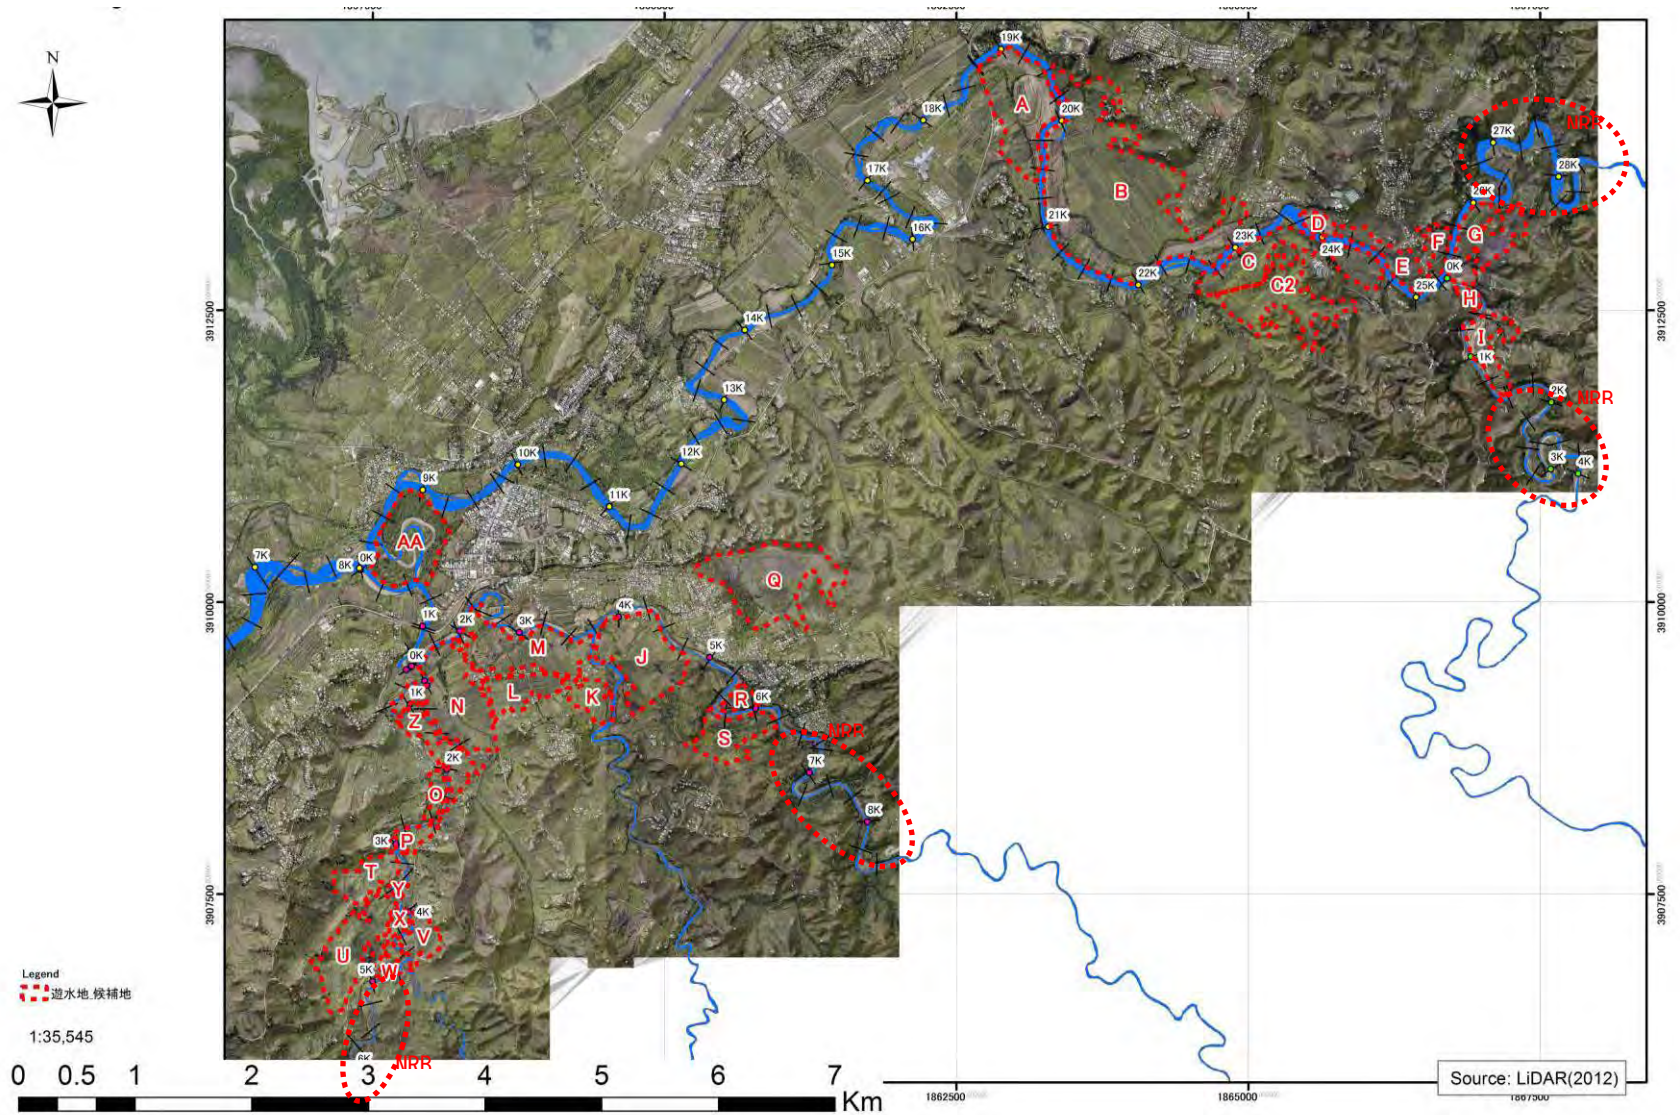 N
19K
18K
20K
17K
16K
15K
14K
13K
12K
11K
10K
9K
8K
7K
0K
21K
22K
23K
24K
25K
0K
27K
28K
1K
2K
3K
4K
A
B
C
C2
D
E
F
G
H
I
NRR
NRR
AA
Q
1K
2K
3K
4K
5K
6K
7K
8K
M
J
L
K
N
R
S
NRR
0K
1K
Z
2K
O
3K
P
T
Y
X
4K
V
U
5K
W
6K
NRR
3912500
3912500
3910000
3910000
3907500
3907500
1862500
1865000
Legend
遊水地_候補地
1:35,545
0 0.5 1 2 3 4 5 6 7
Km
Source: LiDAR(2012)